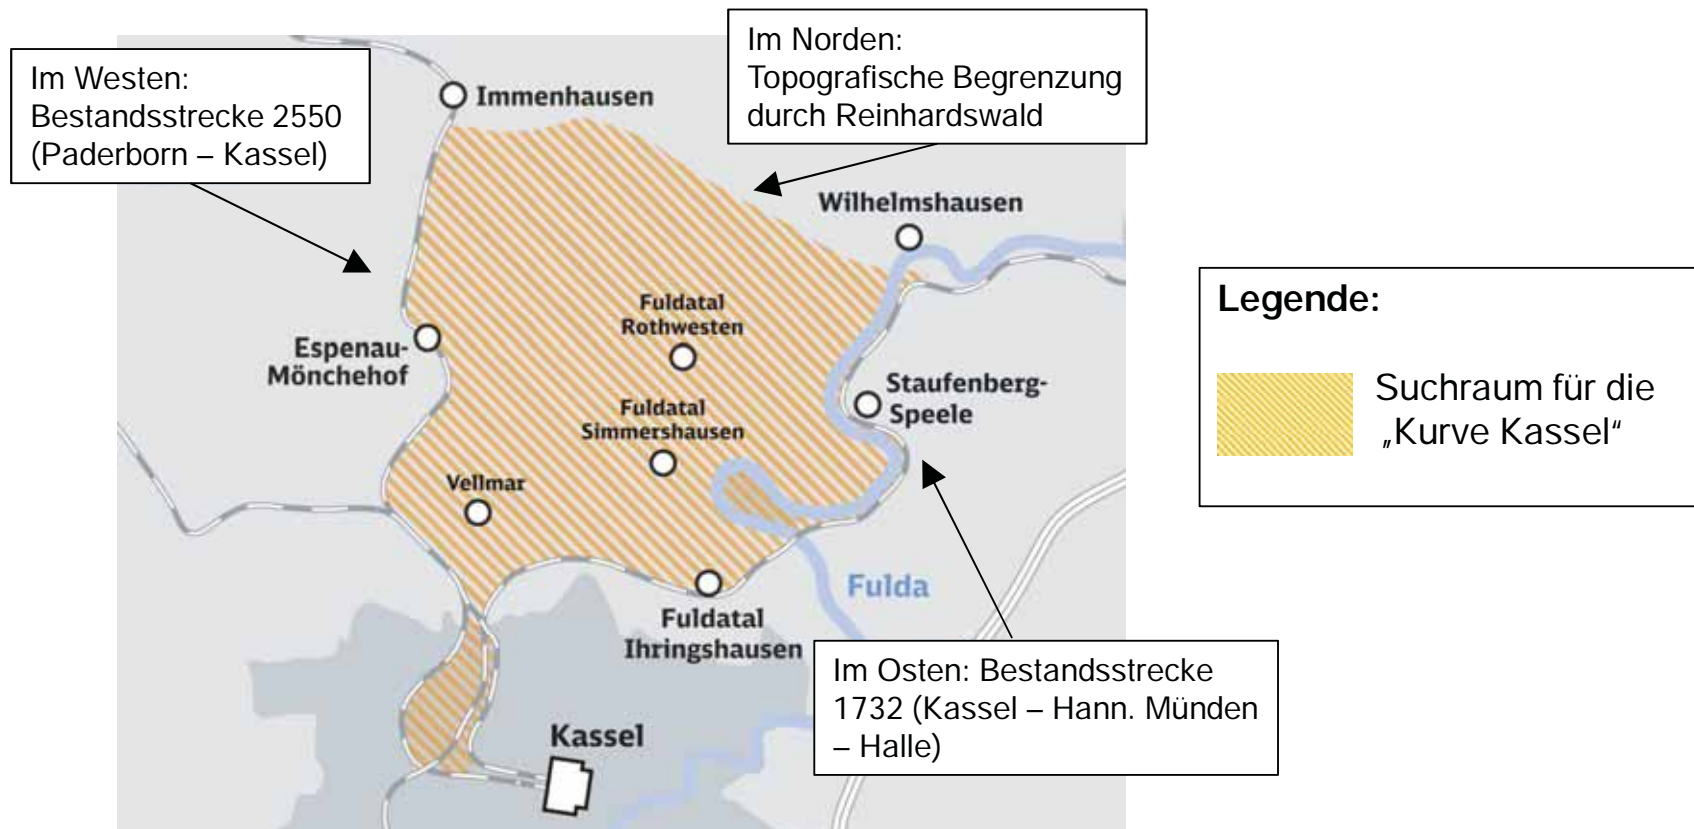 Im Westen:
Bestandsstrecke 2550
(Paderborn – Kassel)
Im Norden:
Topografische Begrenzung
durch Reinhardswald
Immenhausen
Wilhelmshausen
Fuldatal
Rothwesten
Espenau-
Mönchehof
Staufenberg-
Speele
Fuldatal
Simmershausen
Vellmar
Fulda
Fuldatal
Ihringshausen
Kassel
Im Osten: Bestandsstrecke
1732 (Kassel – Hann. Münden
– Halle)
Legende:
Suchraum für die
„Kurve Kassel“